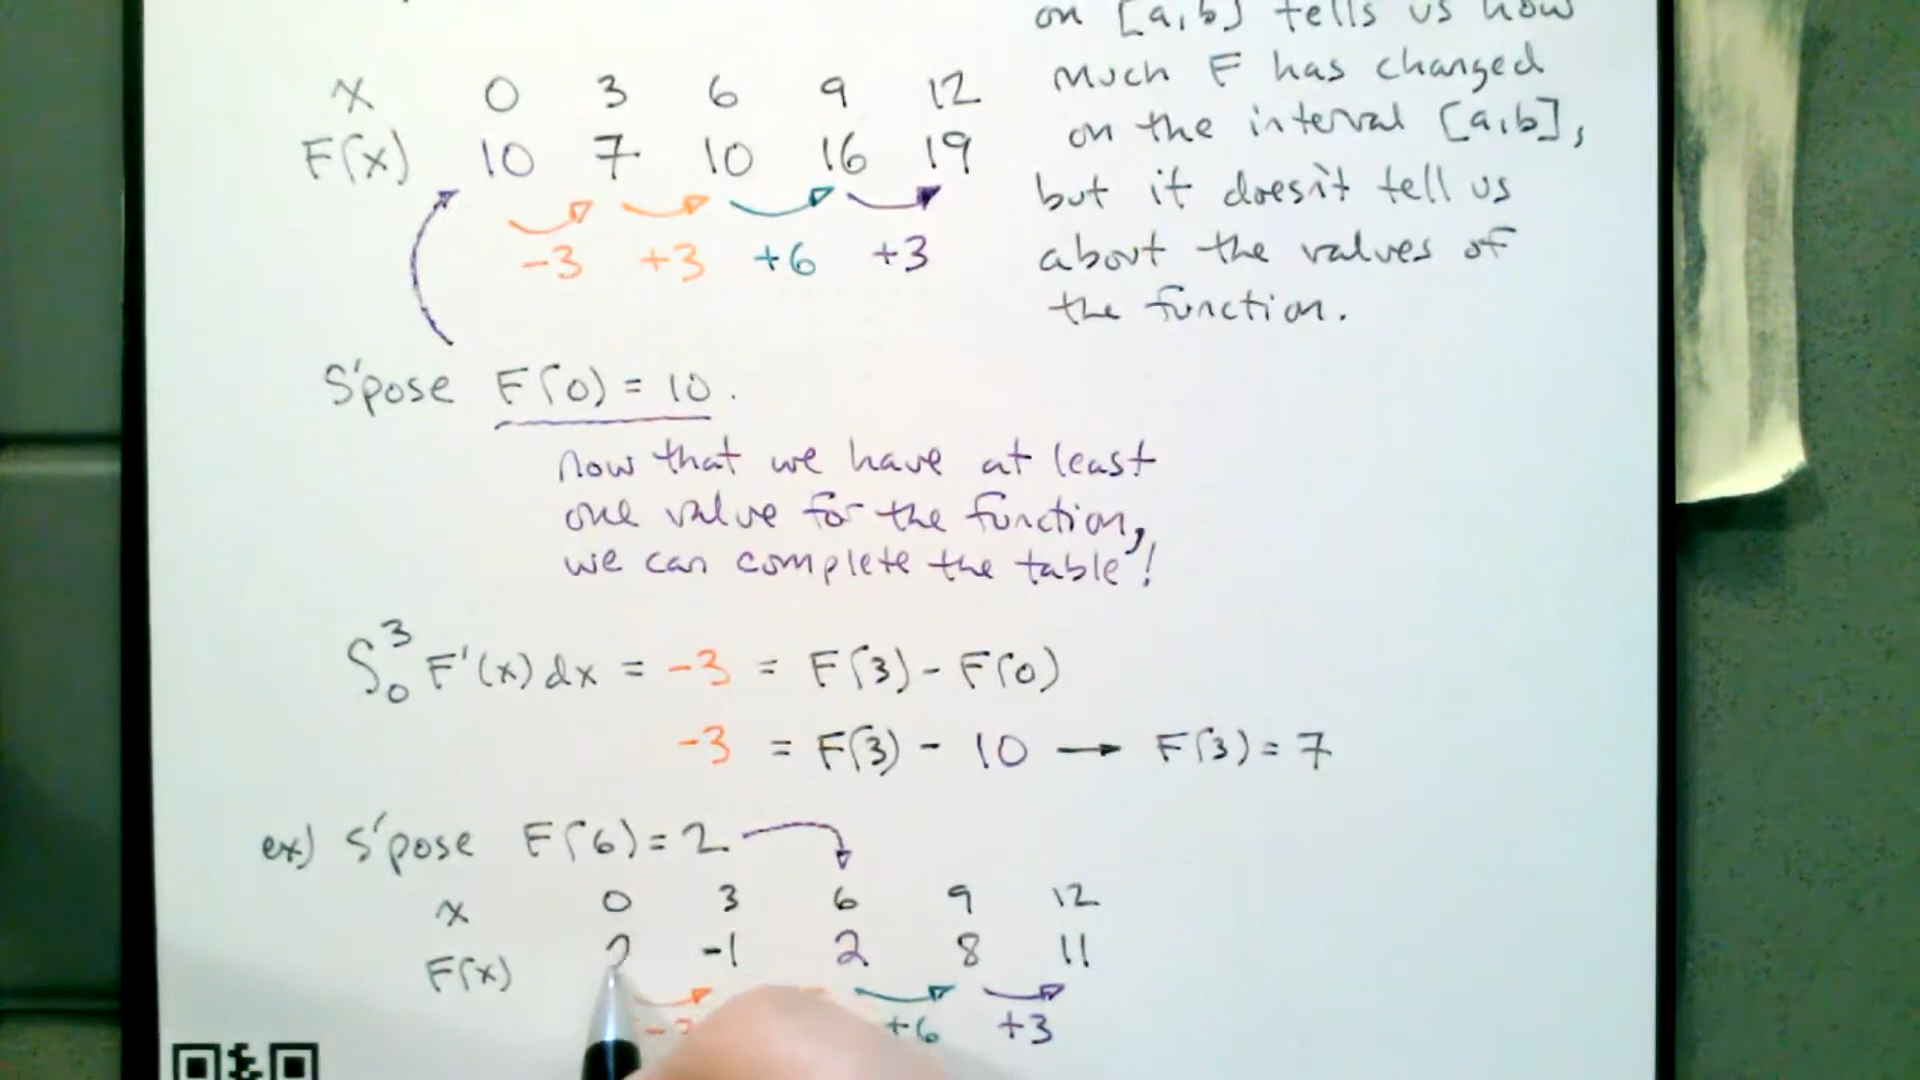 on [a,b] tells us how
much F has changed
on the interval [a,b],
but it doesn't tell us
about the values of
the function.
x 0 3 6 9 12
F(x) 10 7 10 16 19
-3 +3 +6 +3
S'pose F(0) = 10.
now that we have at least
one value for the function,
we can complete the table!
∫₀³ F'(x) dx = -3 = F(3) - F(0)
-3 = F(3) - 10 → F(3) = 7
ex) S'pose F(6) = 2.
x 0 3 6 9 12
F(x) 2 -1 2 8 11
+6 +3